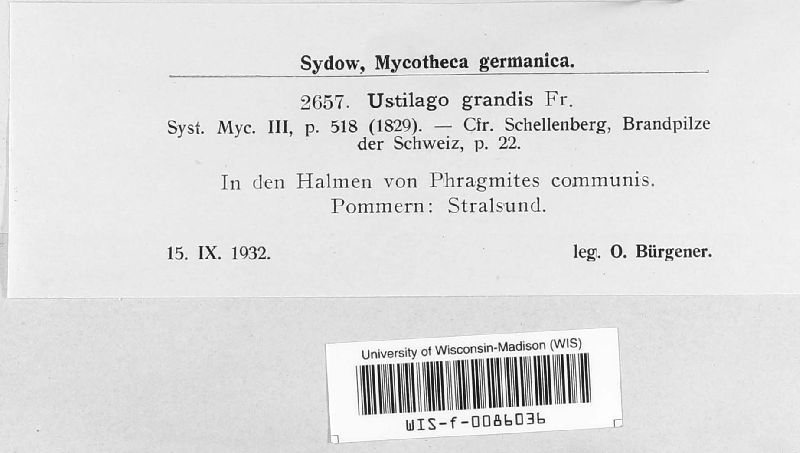 Sydow, Mycotheca germanica.
2657. Ustilago grandis Fr.
Syst. Myc. III, p. 518 (1829). — Cfr. Schellenberg, Brandpilze
der Schweiz, p. 22.
In den Halmen von Phragmites communis.
Pommern: Stralsund.
15. IX. 1932. leg. O. Bürgener.
University of Wisconsin-Madison (WIS)
WIS-f-0086036